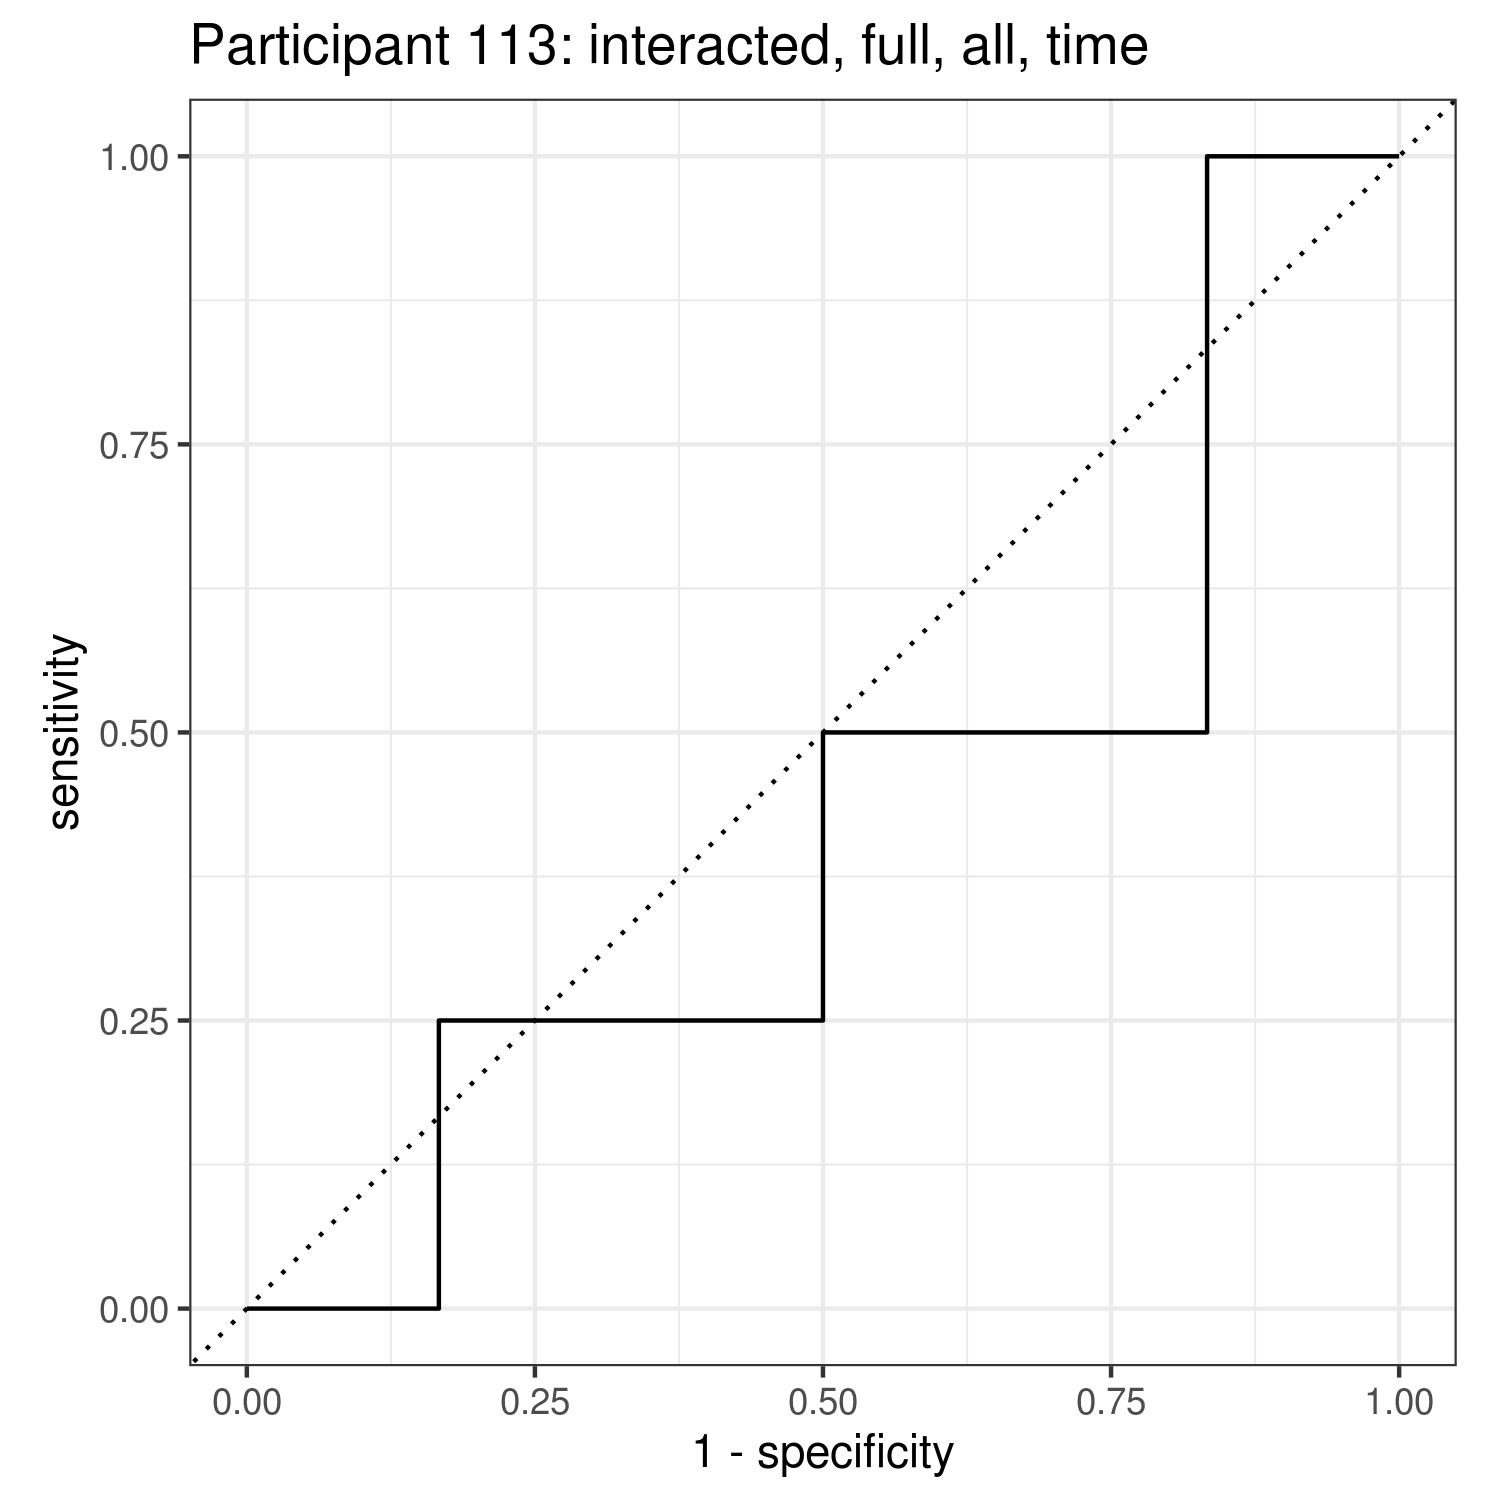 Participant 113: interacted, full, all, time
1.00
0.75
0.50
0.25
0.00
sensitivity
0.00 0.25 0.50 0.75 1.00
1 - specificity